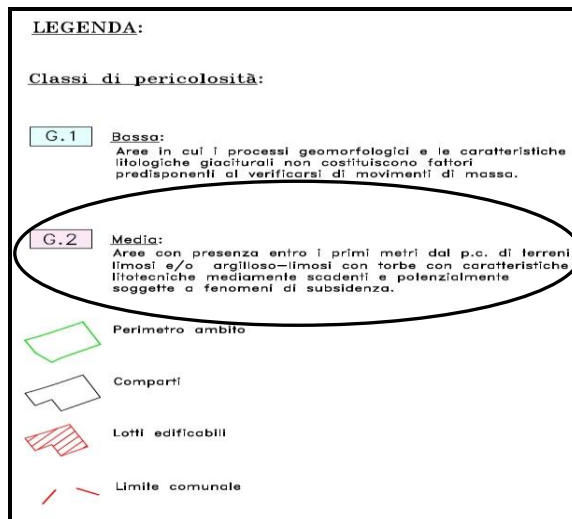 LEGENDA:
Classi di pericolosità:
G.1 Bassa:
Aree in cui i processi geomorfologici e le caratteristiche
litologiche giaciturali non costituiscono fattori
predisponenti al verificarsi di movimenti di massa.
G.2 Media:
Aree con presenza entro i primi metri dal p.c. di terreni
limosi e/o argilloso-limosi con torbe con caratteristiche
litotecniche mediamente scadenti e potenzialmente
soggette a fenomeni di subsidenza.
Perimetro ambito
Comparti
Lotti edificabili
Limite comunale